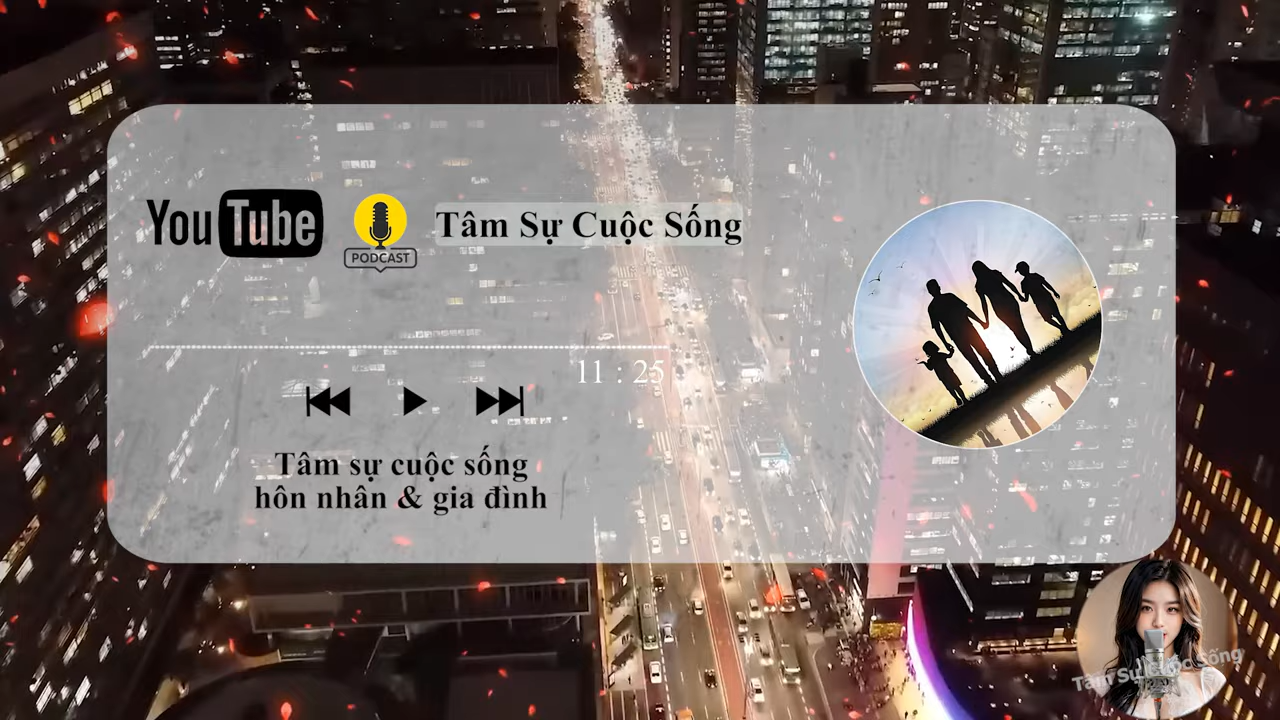 YouTube
PODCAST
Tâm Sự Cuộc Sống
11 : 25
Tâm sự cuộc sống
hôn nhân & gia đình
Tâm Sự Cuộc Sống